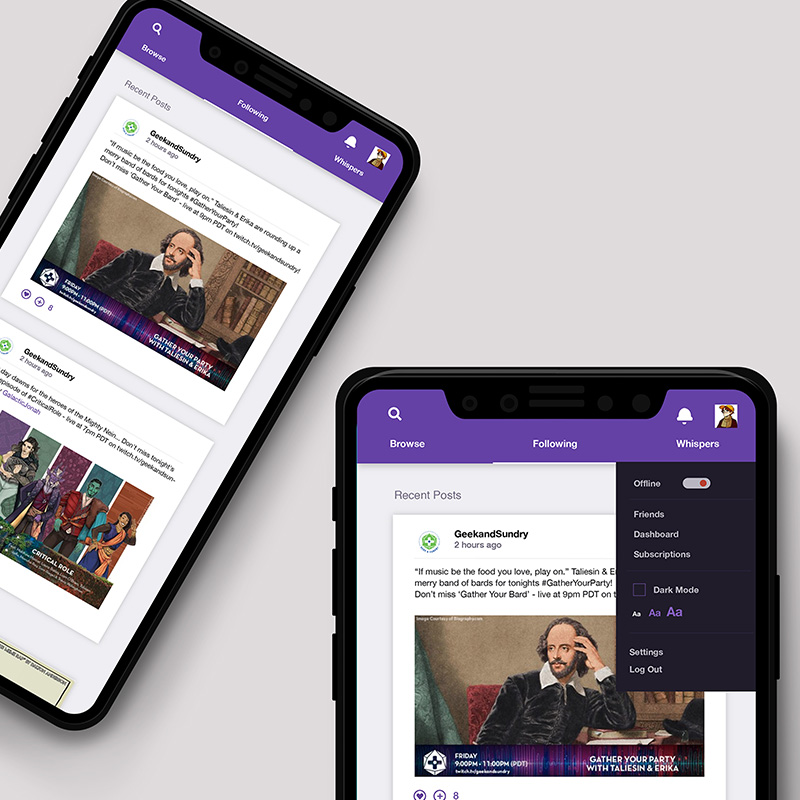 Browse
Following
Whispers
Recent Posts
GeekandSundry
2 hours ago
"If music be the food you love, play on." Taliesin & Erika are rounding up a
merry band of bards for tonights #GatherYourParty!
Don't miss 'Gather Your Bard' - live at 9pm PDT on twitch.tv/geekandsundry!
FRIDAY
9:00PM - 11:00PM (PDT)
twitch.tv/geekandsundry
GATHER YOUR PARTY
WITH TALIESIN & ERIKA
8
GeekandSundry
2 hours ago
day dawns for the heroes of the Mighty Nein... Don't miss tonight's
episode of #CriticalRole - live at 7pm PDT on twitch.tv/geekandsun-
GalacticJonah
CRITICAL ROLE
Browse
Following
Whispers
Recent Posts
GeekandSundry
2 hours ago
"If music be the food you love, play on." Taliesin & E
merry band of bards for tonights #GatherYourParty!
Don't miss 'Gather Your Bard' - live at 9pm PDT on t
Image Courtesy of Biography.com
FRIDAY
9:00PM - 11:00PM (PDT)
twitch.tv/geekandsundry
GATHER YOUR PARTY
WITH TALIESIN & ERIKA
8
Offline
Friends
Dashboard
Subscriptions
Dark Mode
Aa Aa Aa
Settings
Log Out